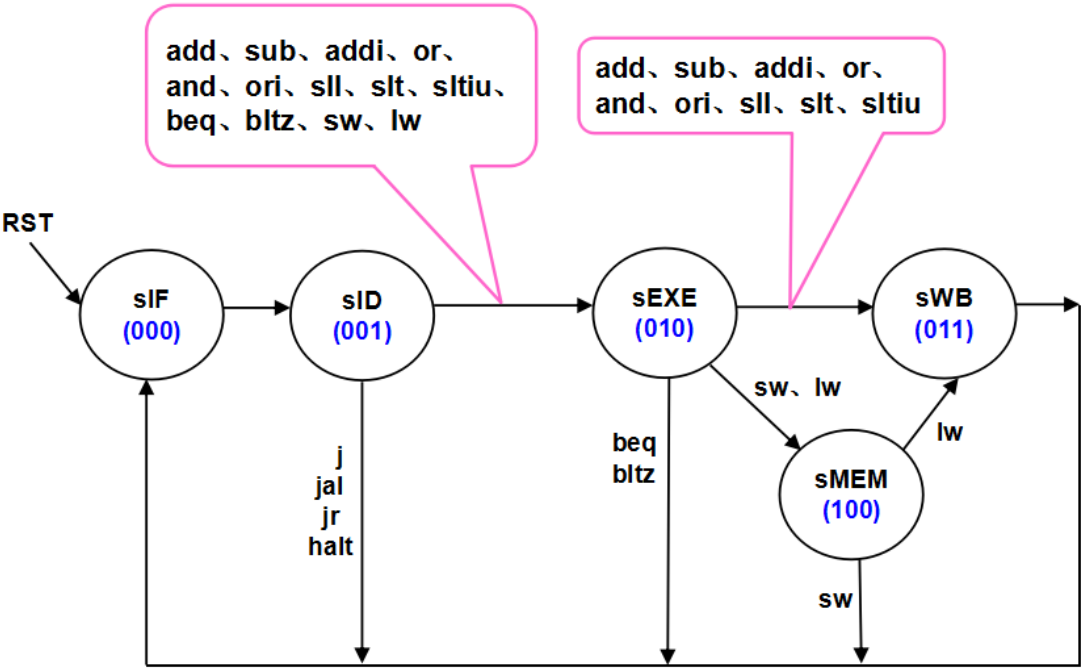 add、sub、addi、or、
and、ori、sll、slt、sltiu、
beq、bltz、sw、lw
add、sub、addi、or、
and、ori、sll、slt、sltiu
RST
sIF
(000)
sID
(001)
sEXE
(010)
sWB
(011)
sw、lw
lw
beq
bltz
j
jal
jr
halt
sMEM
(100)
sw